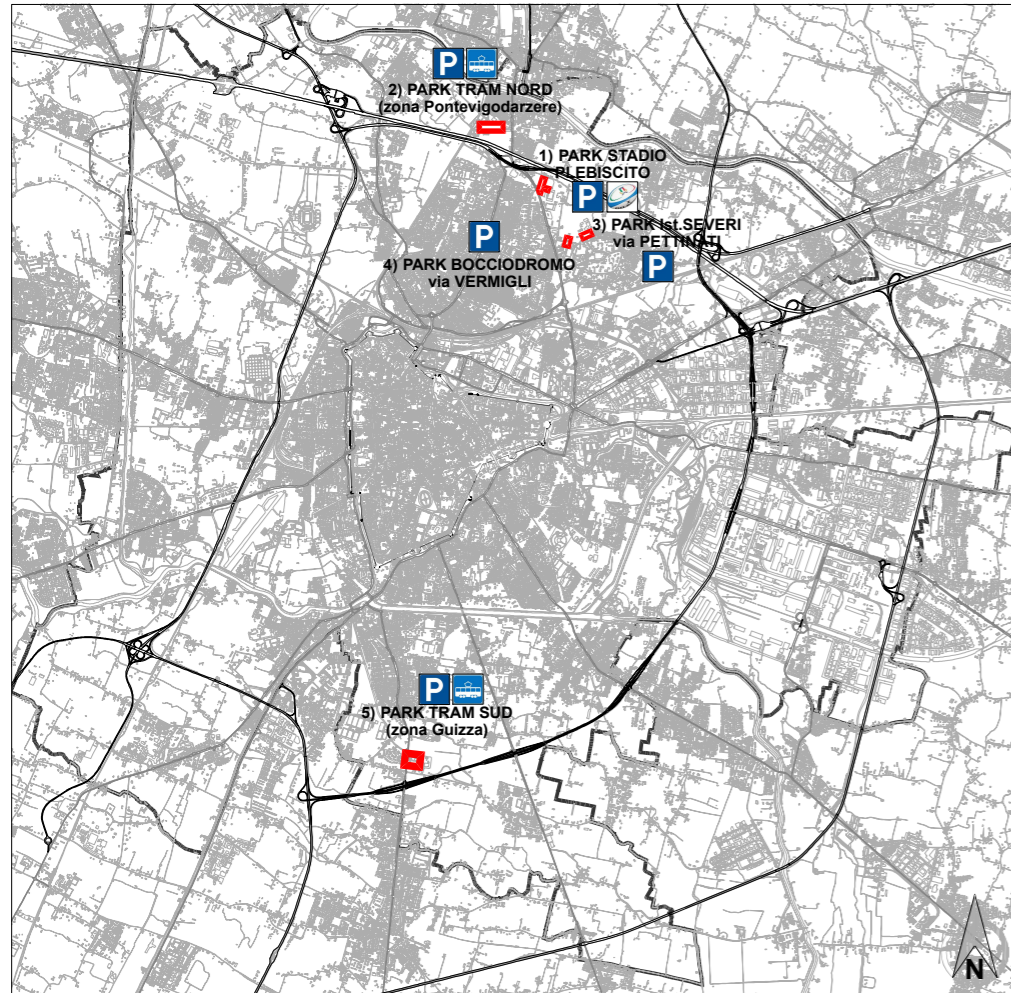 P
2) PARK TRAM NORD
(zona Pontevigodarzere)
1) PARK STADIO
PLEBISCITO
P
3) PARK Ist.SEVERI
via PETTINATI
P
P
4) PARK BOCCIODROMO
via VERMIGLI
P
5) PARK TRAM SUD
(zona Guizza)
N